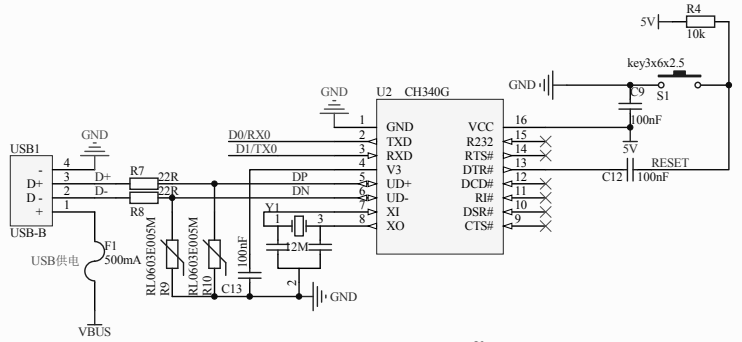 R4
5V
10k
key3x6x2.5
GND
S1
C9
100nF
GND
U2 CH340G
1 GND VCC 16
D0/RX0 2 TXD R232 15
5V
D1/TX0 3 RXD RTS# 14
4 V3 DTR# 13
C12 100nF RESET
DP 5 UD+ DCD# 12
DN 6 UD- RI# 11
7 XI DSR# 10
8 XO CTS# 9
USB1
GND
- 4
D+ 3 D+ R7 22R
D - 2 D- R8 22R
+ 1
USB-B
Y1
1 3
12M
2
F1
500mA
USB供电
VBUS
RL0603E005M
R9
RL0603E005M
R10
100nF
C13
GND